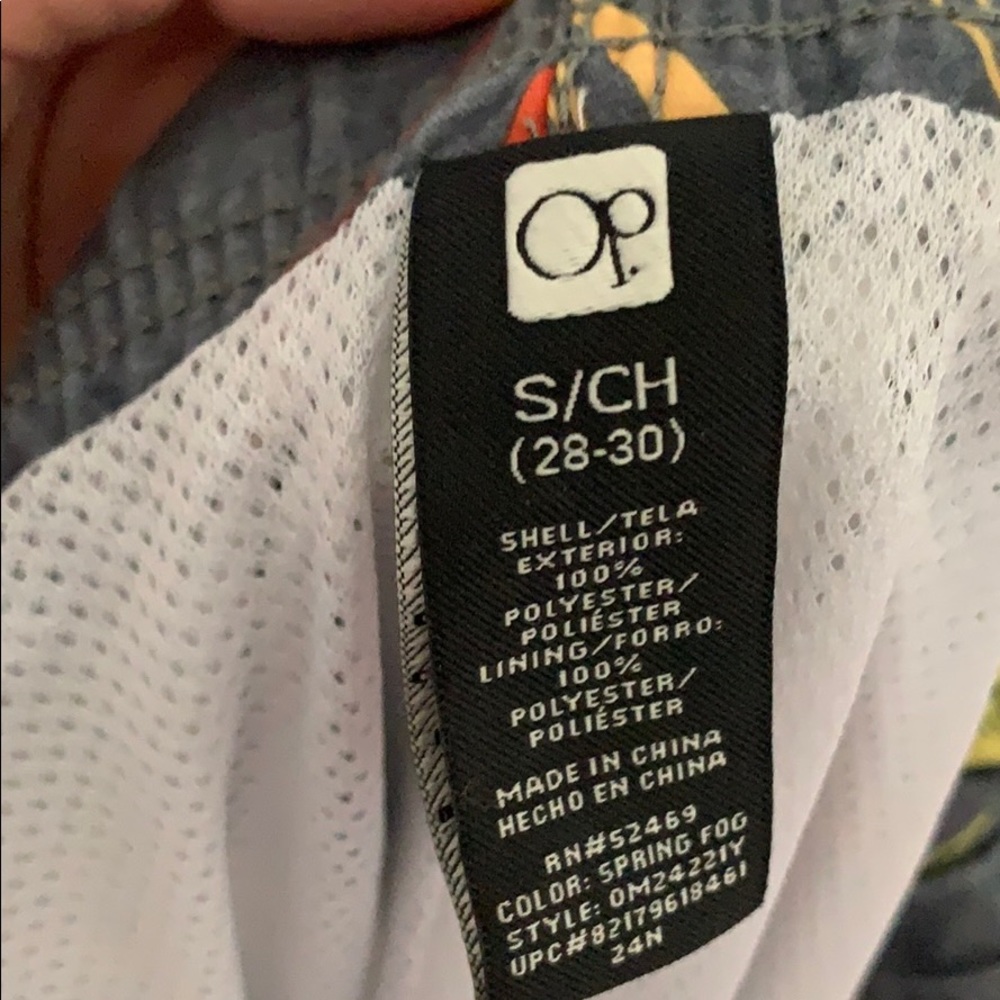 Op.
S/CH
(28-30)
SHELL/TELA
EXTERIOR:
100%
POLYESTER/
POLIÉSTER
LINING/FORRO:
100%
POLYESTER/
POLIÉSTER
MADE IN CHINA
HECHO EN CHINA
RN#52469
COLOR: SPRING FOG
STYLE: OM24221Y
UPC#82179618461
24N